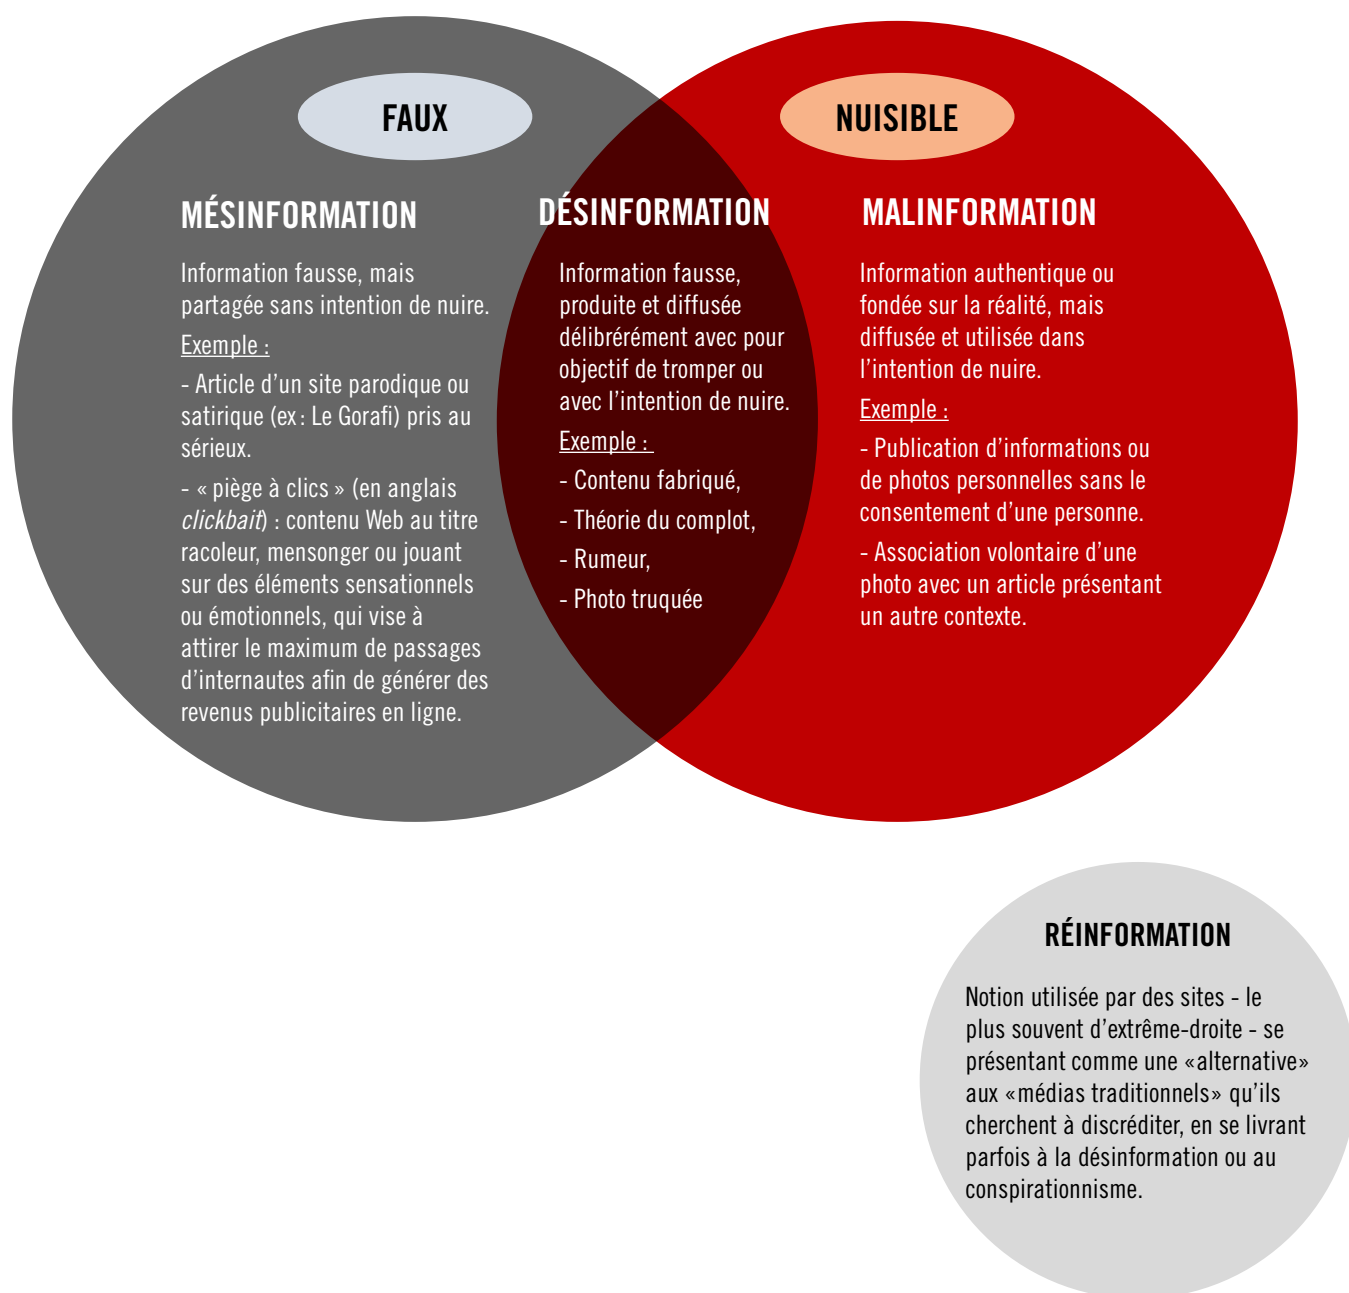 FAUX
NUISIBLE
MÉSINFORMATION
Information fausse, mais
partagée sans intention de nuire.
Exemple :
- Article d’un site parodique ou
satirique (ex : Le Gorafi) pris au
sérieux.
- « piège à clics » (en anglais
clickbait) : contenu Web au titre
racoleur, mensonger ou jouant
sur des éléments sensationnels
ou émotionnels, qui vise à
attirer le maximum de passages
d’internautes afin de générer des
revenus publicitaires en ligne.
DÉSINFORMATION
Information fausse,
produite et diffusée
délibrérément avec pour
objectif de tromper ou
avec l’intention de nuire.
Exemple :
- Contenu fabriqué,
- Théorie du complot,
- Rumeur,
- Photo truquée
MALINFORMATION
Information authentique ou
fondée sur la réalité, mais
diffusée et utilisée dans
l’intention de nuire.
Exemple :
- Publication d’informations ou
de photos personnelles sans le
consentement d’une personne.
- Association volontaire d’une
photo avec un article présentant
un autre contexte.
RÉINFORMATION
Notion utilisée par des sites - le
plus souvent d’extrême-droite - se
présentant comme une «alternative»
aux «médias traditionnels» qu’ils
cherchent à discréditer, en se livrant
parfois à la désinformation ou au
conspirationnisme.